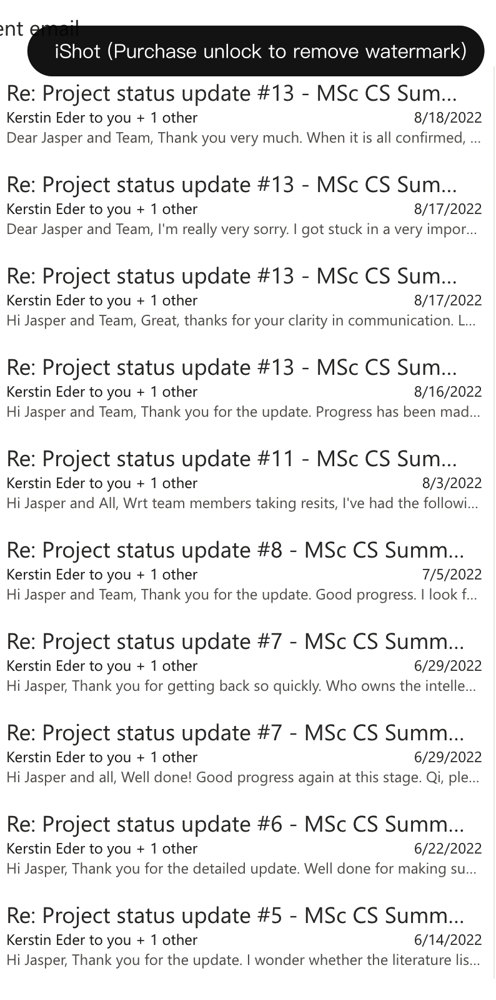 ent email
iShot (Purchase unlock to remove watermark)
Re: Project status update #13 - MSc CS Sum...
Kerstin Eder to you + 1 other 8/18/2022
Dear Jasper and Team, Thank you very much. When it is all confirmed, ...
Re: Project status update #13 - MSc CS Sum...
Kerstin Eder to you + 1 other 8/17/2022
Dear Jasper and Team, I'm really very sorry. I got stuck in a very impor...
Re: Project status update #13 - MSc CS Sum...
Kerstin Eder to you + 1 other 8/17/2022
Hi Jasper and Team, Great, thanks for your clarity in communication. L...
Re: Project status update #13 - MSc CS Sum...
Kerstin Eder to you + 1 other 8/16/2022
Hi Jasper and Team, Thank you for the update. Progress has been mad...
Re: Project status update #11 - MSc CS Sum...
Kerstin Eder to you + 1 other 8/3/2022
Hi Jasper and All, Wrt team members taking resits, I've had the followi...
Re: Project status update #8 - MSc CS Summ...
Kerstin Eder to you + 1 other 7/5/2022
Hi Jasper and Team, Thank you for the update. Good progress. I look f...
Re: Project status update #7 - MSc CS Summ...
Kerstin Eder to you + 1 other 6/29/2022
Hi Jasper, Thank you for getting back so quickly. Who owns the intelle...
Re: Project status update #7 - MSc CS Summ...
Kerstin Eder to you + 1 other 6/29/2022
Hi Jasper and all, Well done! Good progress again at this stage. Qi, ple...
Re: Project status update #6 - MSc CS Summ...
Kerstin Eder to you + 1 other 6/22/2022
Hi Jasper, Thank you for the detailed update. Well done for making su...
Re: Project status update #5 - MSc CS Summ...
Kerstin Eder to you + 1 other 6/14/2022
Hi Jasper, Thank you for the update. I wonder whether the literature lis...